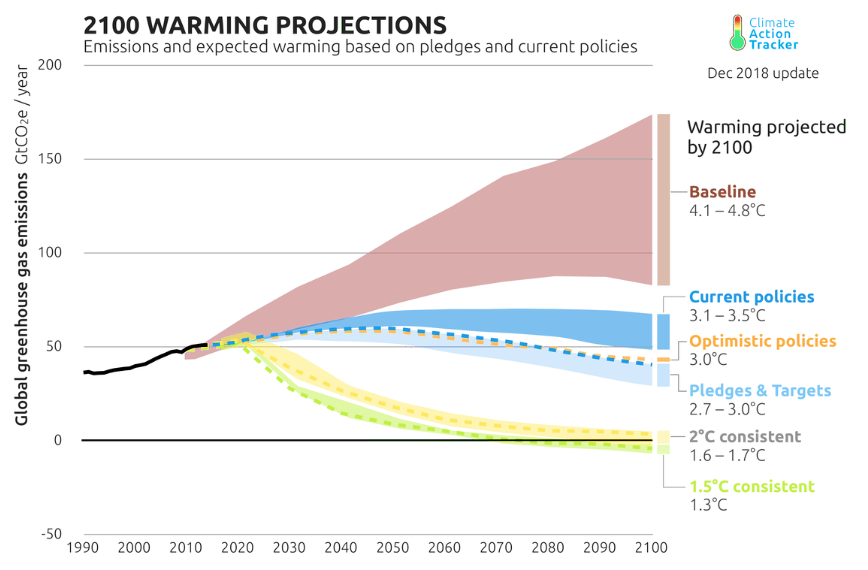 2100 WARMING PROJECTIONS
Emissions and expected warming based on pledges and current policies
Climate
Action
Tracker
Dec 2018 update
Global greenhouse gas emissions GtCO2e / year
200
150
100
50
0
-50
1990 2000 2010 2020 2030 2040 2050 2060 2070 2080 2090 2100
Warming projected
by 2100
Baseline
4.1 – 4.8°C
Current policies
3.1 – 3.5°C
Optimistic policies
3.0°C
Pledges & Targets
2.7 – 3.0°C
2°C consistent
1.6 – 1.7°C
1.5°C consistent
1.3°C